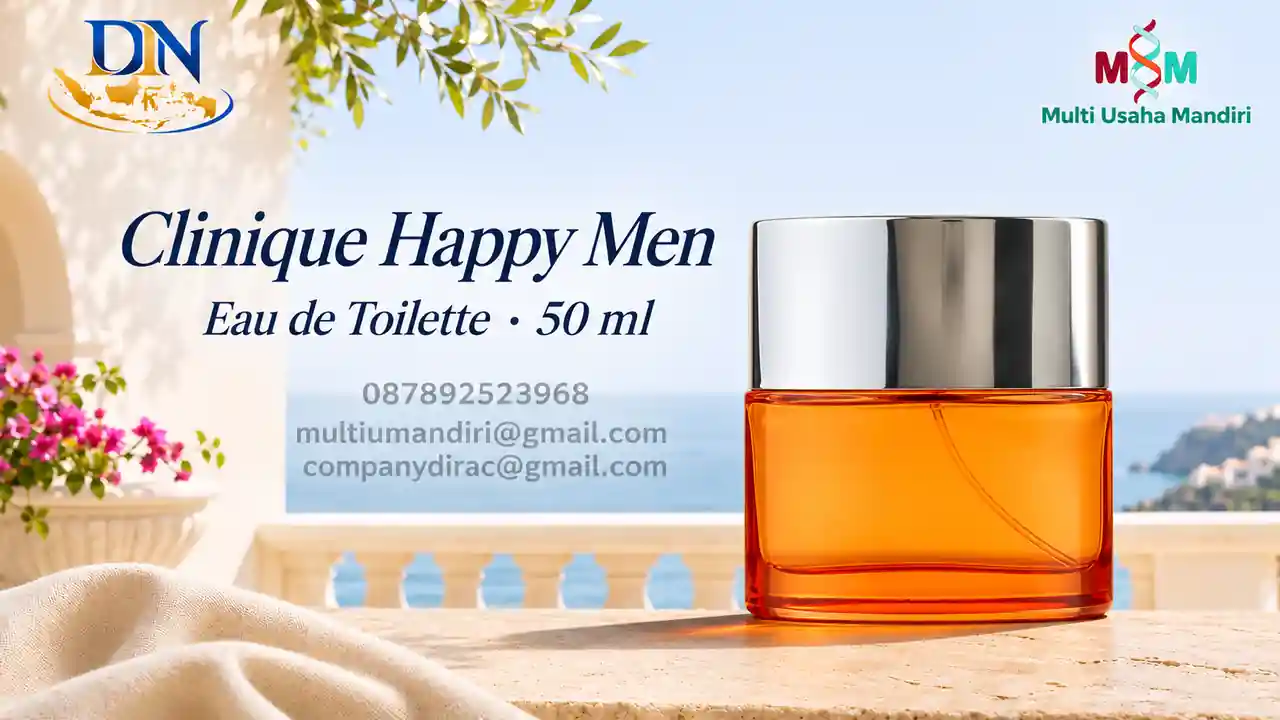 DIN
MSM
Multi Usaha Mandiri
Clinique Happy Men
Eau de Toilette • 50 ml
087892523968
multiumandiri@gmail.com
companydirac@gmail.com